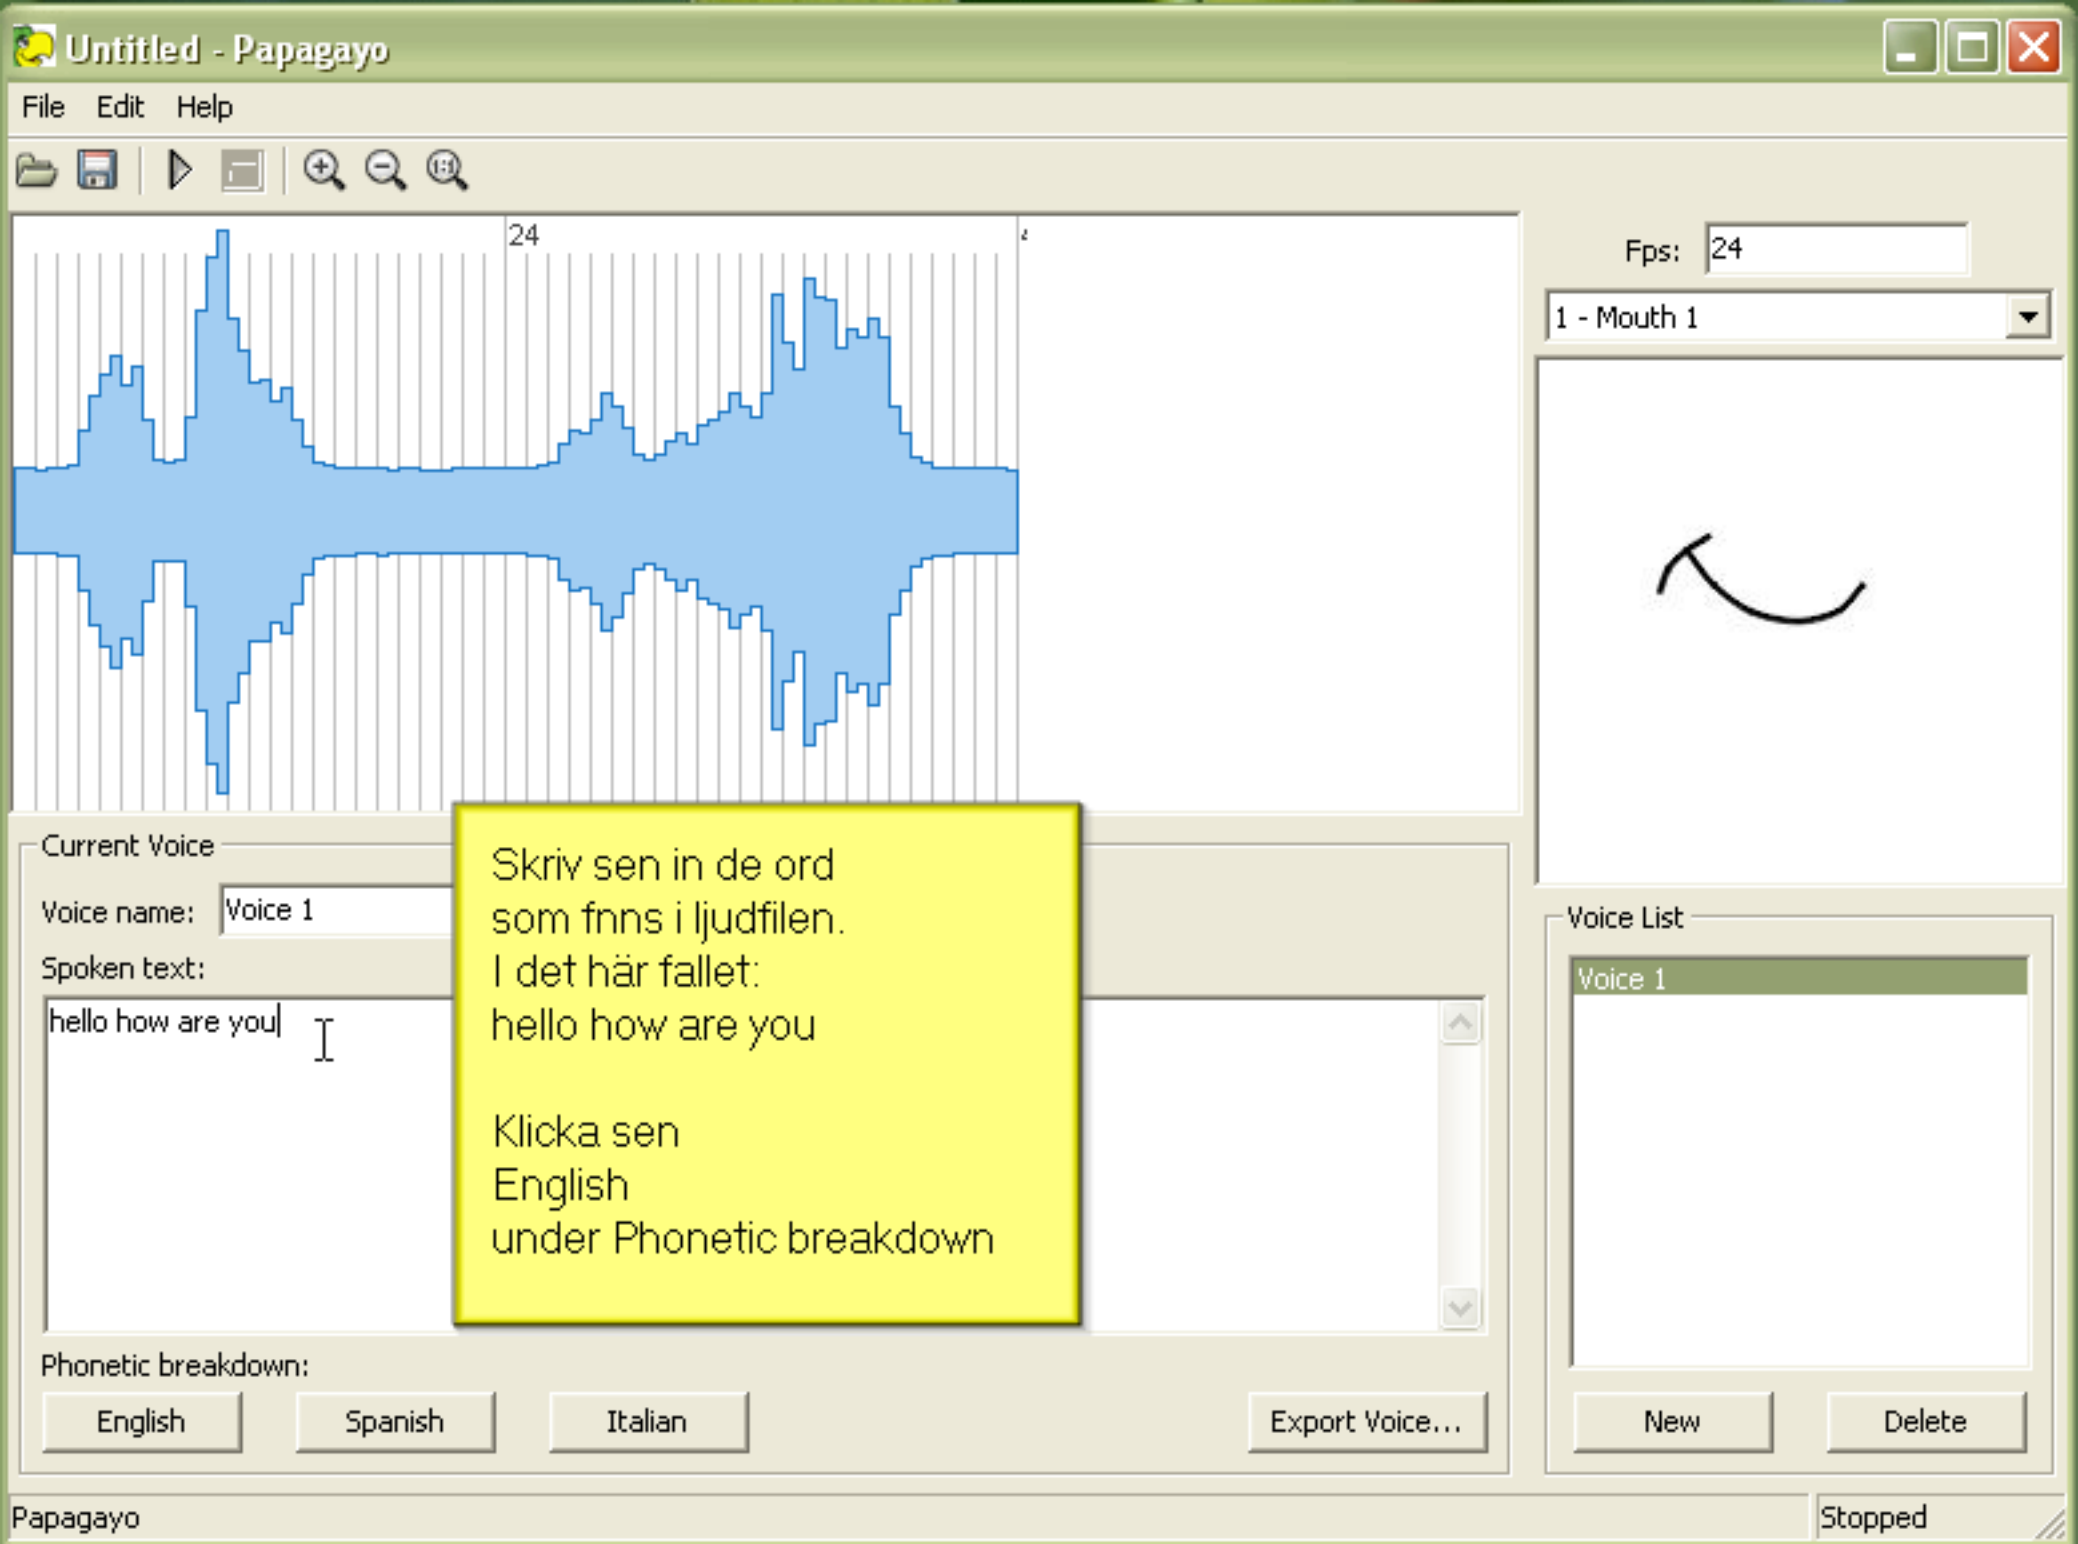 Untitled - Papagayo
File Edit Help
24
Fps: 24
1 - Mouth 1
Current Voice
Voice name: Voice 1
Spoken text:
hello how are you
Skriv sen in de ord
som fnns i ljudfilen.
I det här fallet:
hello how are you
Klicka sen
English
under Phonetic breakdown
Voice List
Voice 1
Phonetic breakdown:
English Spanish Italian Export Voice... New Delete
Papagayo Stopped